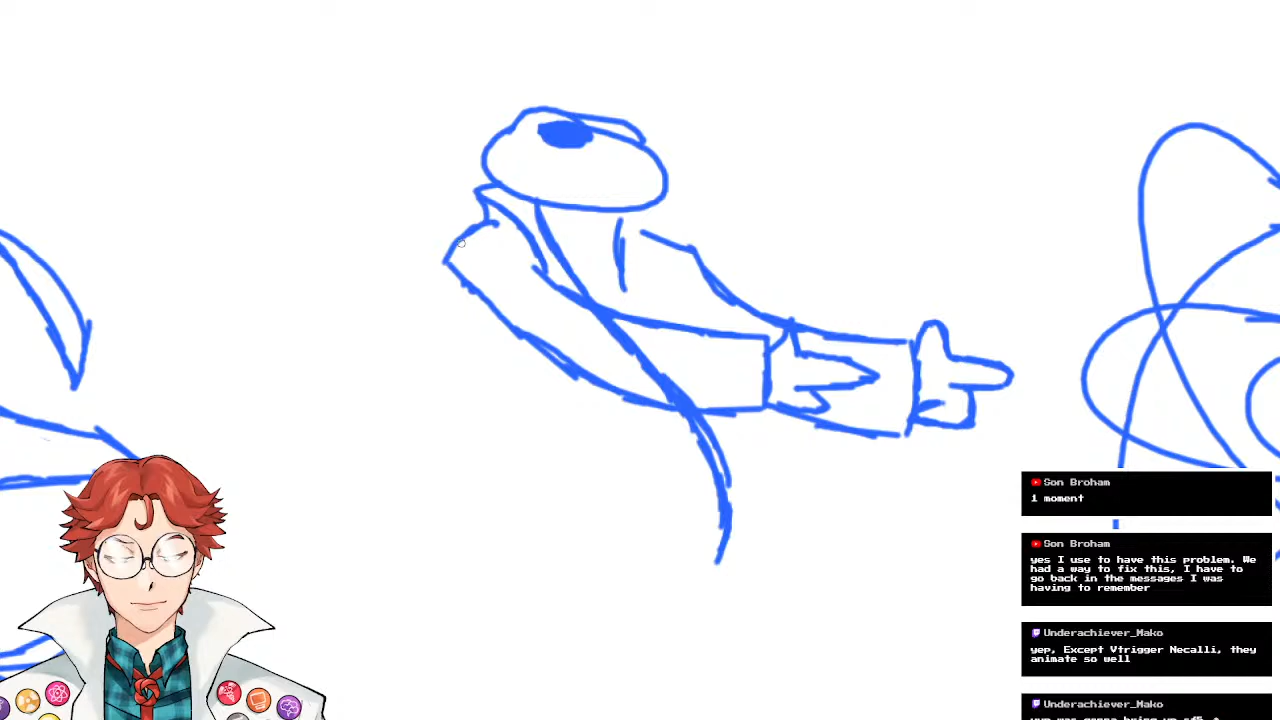 Son Broham
1 moment
Son Broham
yes I use to have this problem. We
had a way to fix this, I have to
go back in the messages I was
having to remember
Underachiever_Mako
yep, Except Vtrigger Necalli, they
animate so well
Underachiever_Mako